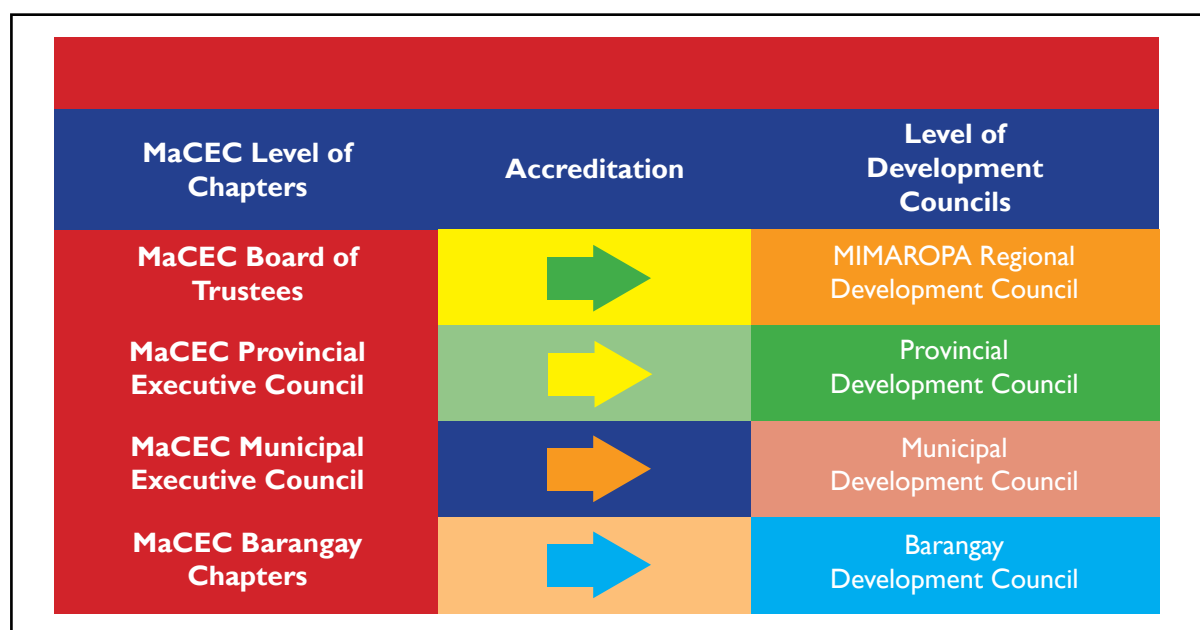 MaCEC Level of
Chapters
Accreditation
Level of
Development
Councils
MaCEC Board of
Trustees
MIMAROPA Regional
Development Council
MaCEC Provincial
Executive Council
Provincial
Development Council
MaCEC Municipal
Executive Council
Municipal
Development Council
MaCEC Barangay
Chapters
Barangay
Development Council